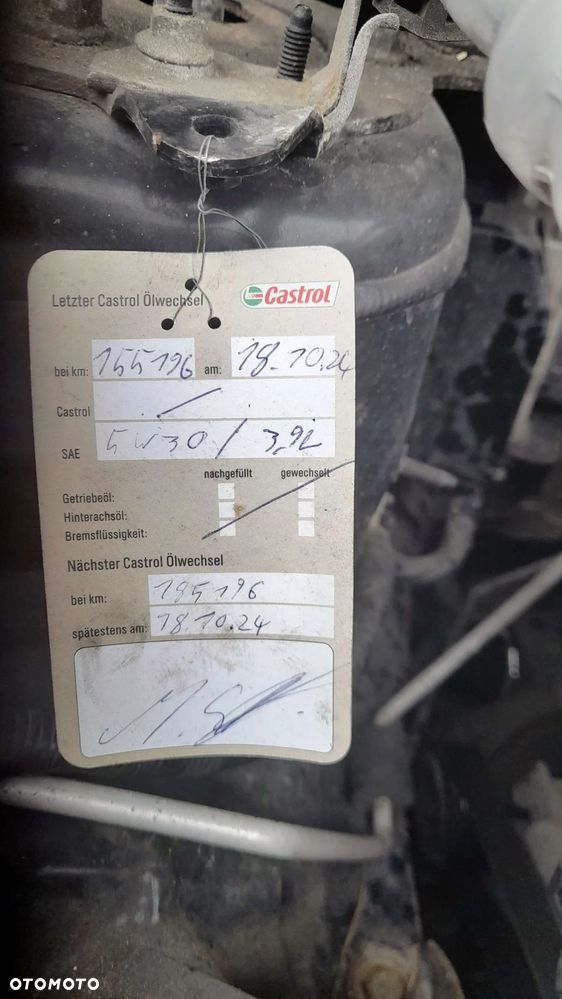 Letzter Castrol Ölwechsel Castrol
bei km: 155196 am: 18.10.24
Castrol
SAE 5W30 / 3,9L
nachgefüllt gewechselt
Getriebeöl:
Hinterachsöl:
Bremsflüssigkeit:
Nächster Castrol Ölwechsel
bei km: 185196
spätestens am: 18.10.24
OTOMOTO